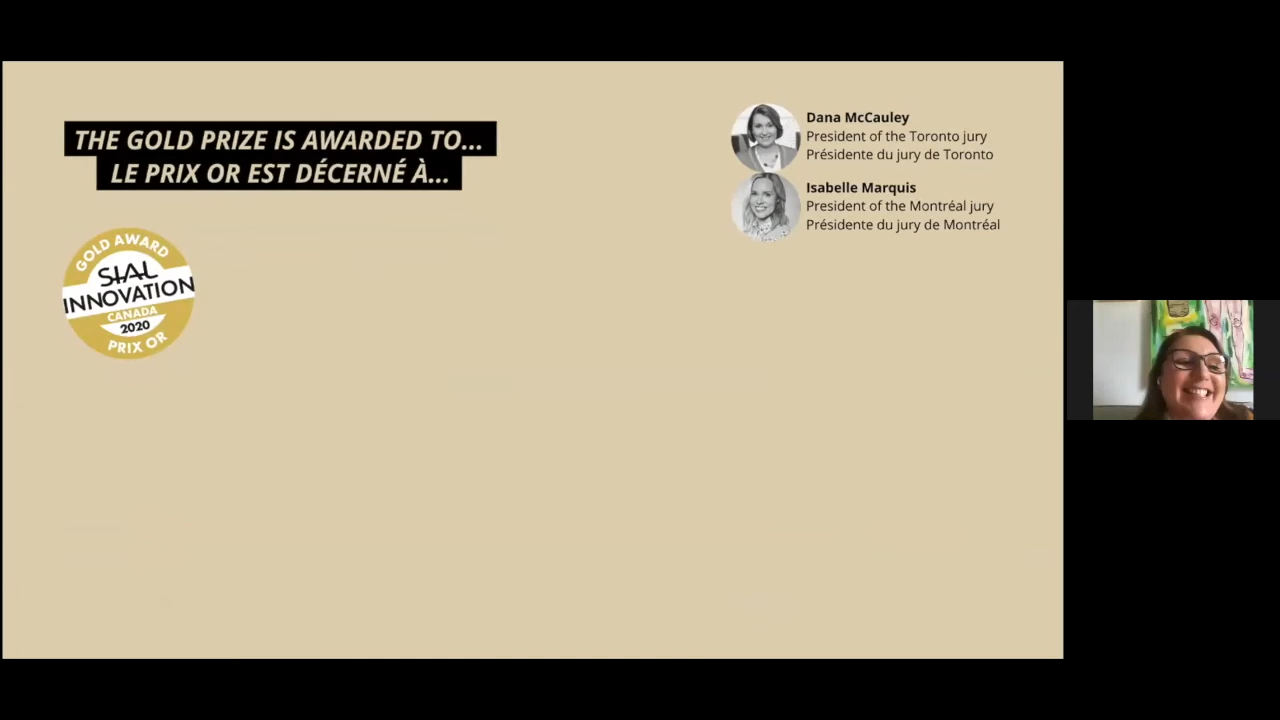 THE GOLD PRIZE IS AWARDED TO...
LE PRIX OR EST DÉCERNÉ À...
Dana McCauley
President of the Toronto jury
Présidente du jury de Toronto
Isabelle Marquis
President of the Montréal jury
Présidente du jury de Montréal
GOLD AWARD
SIAL
INNOVATION
CANADA
2020
PRIX OR